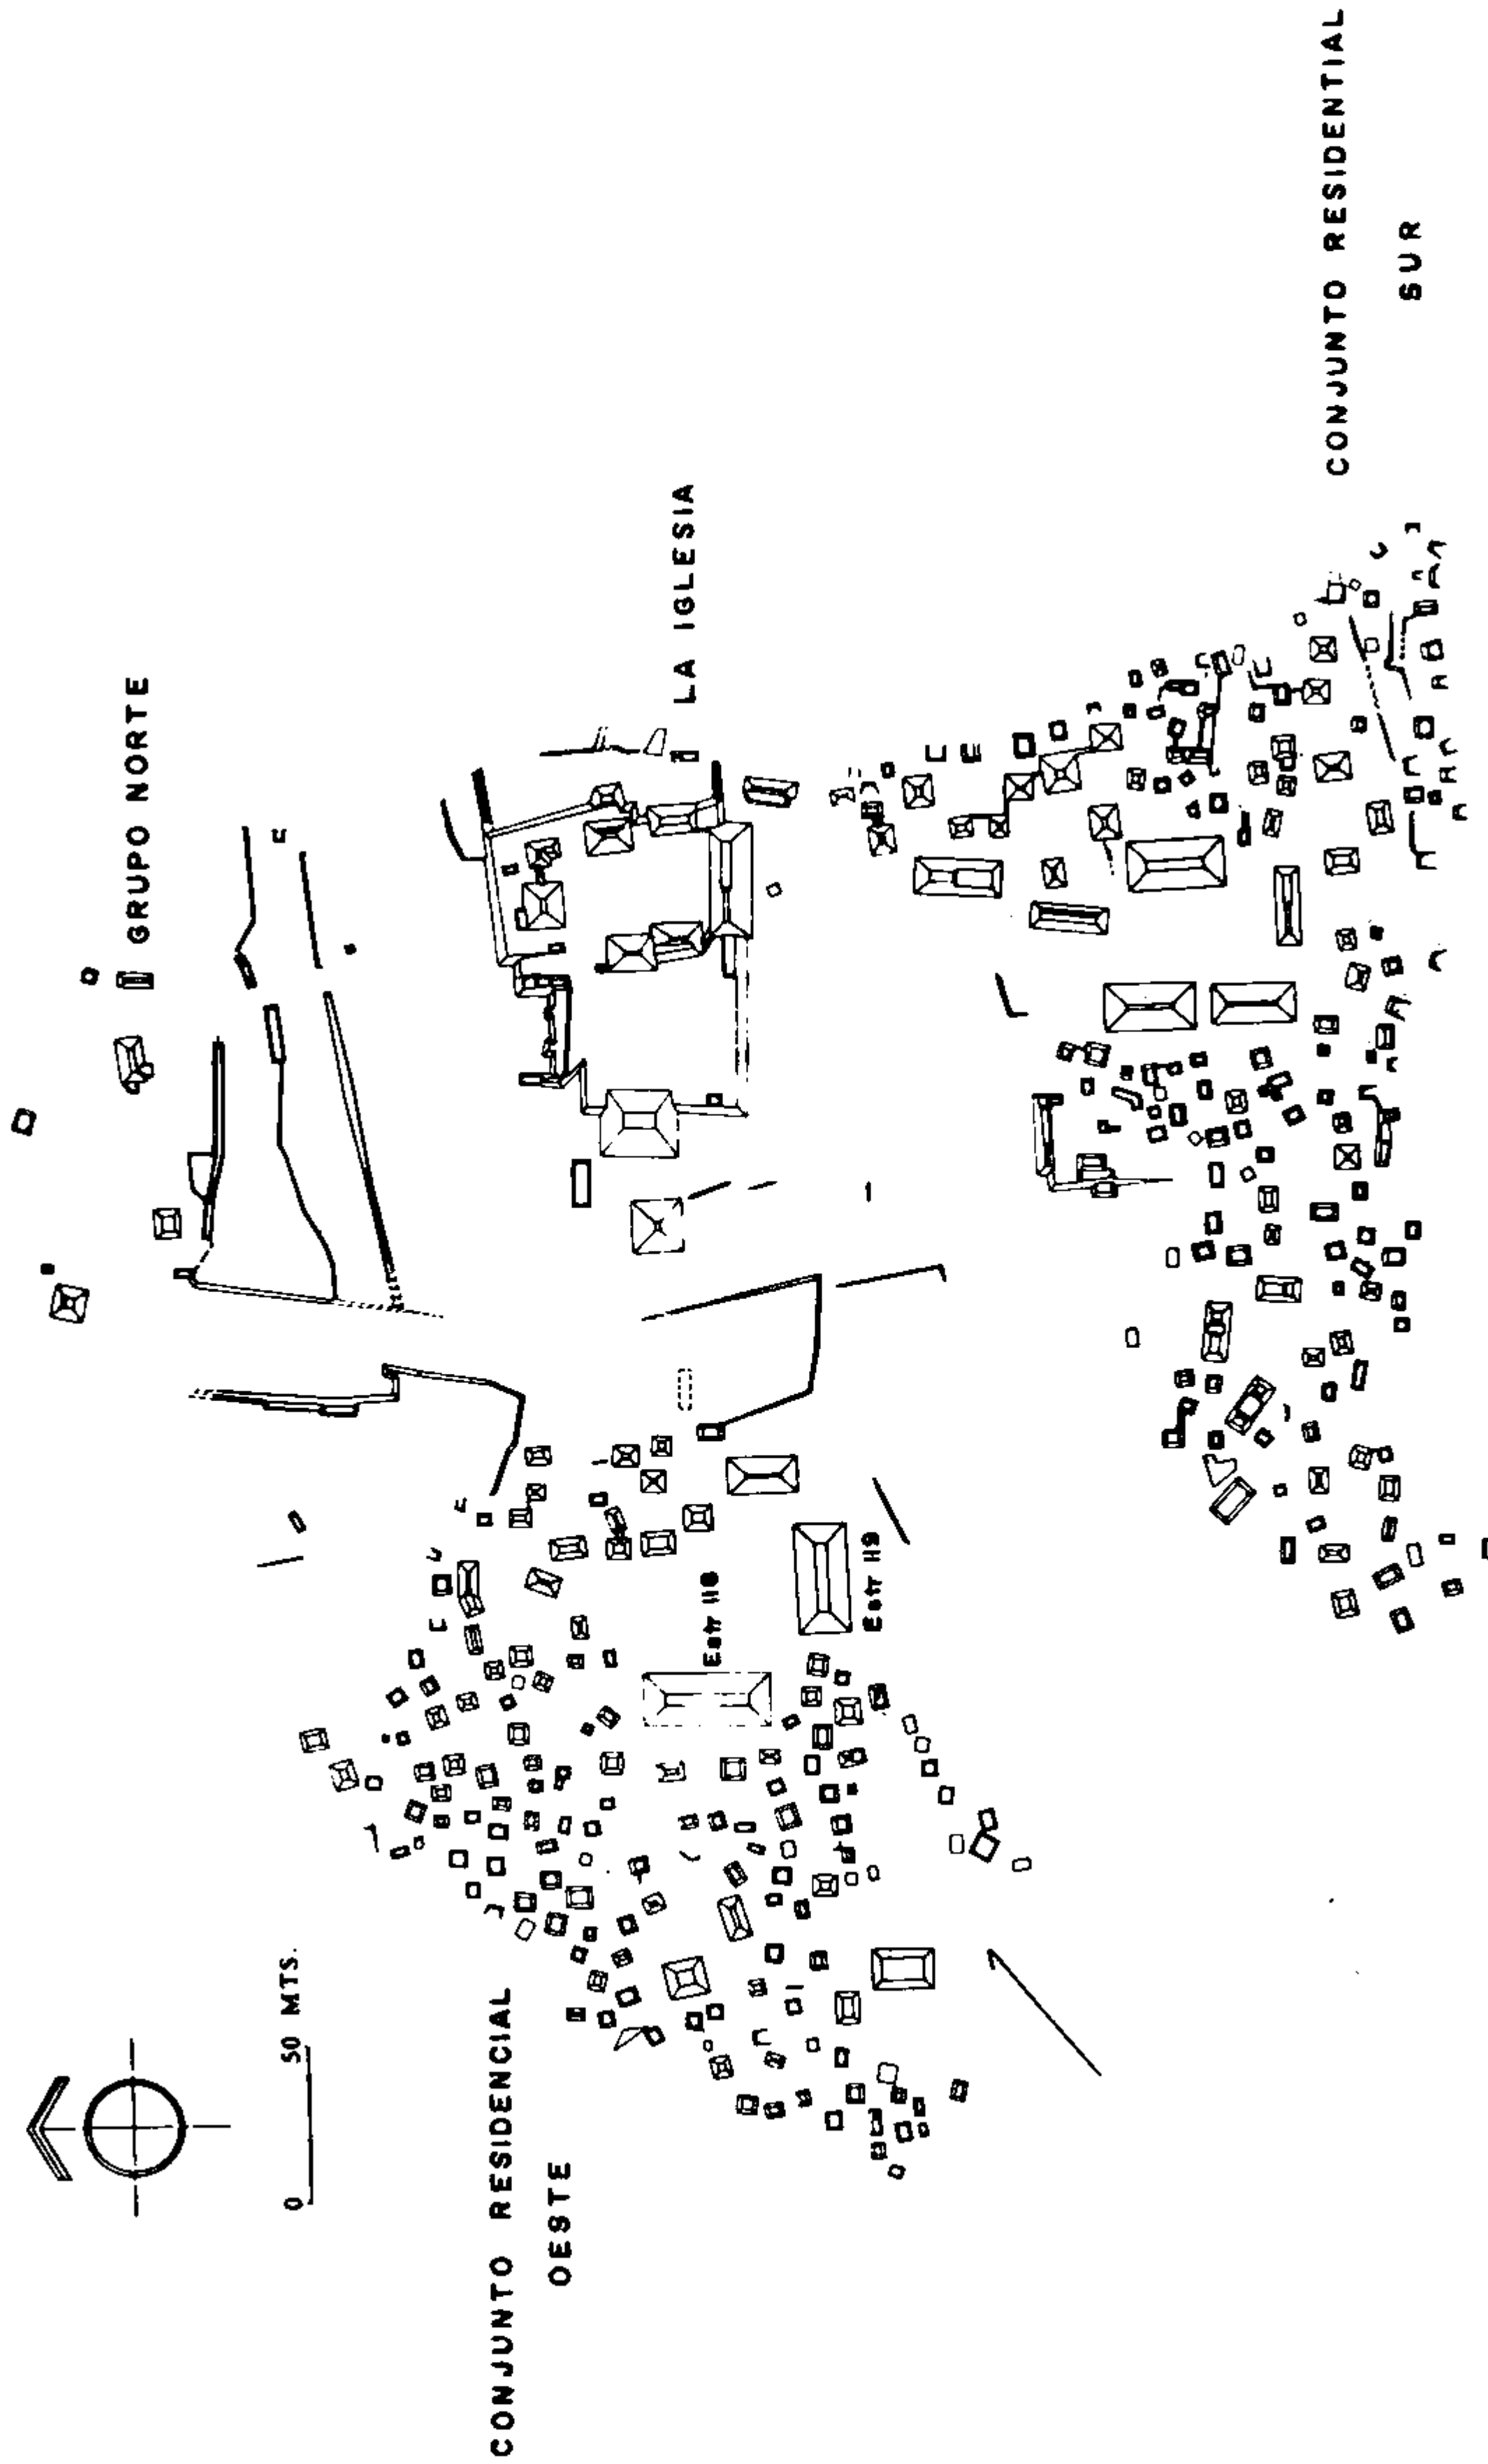 GRUPO NORTE
LA IGLESIA
CONJUNTO RESIDENTIAL
SUR
Estr 118
Estr 119
0 50 MTS.
CONJUNTO RESIDENCIAL
OESTE